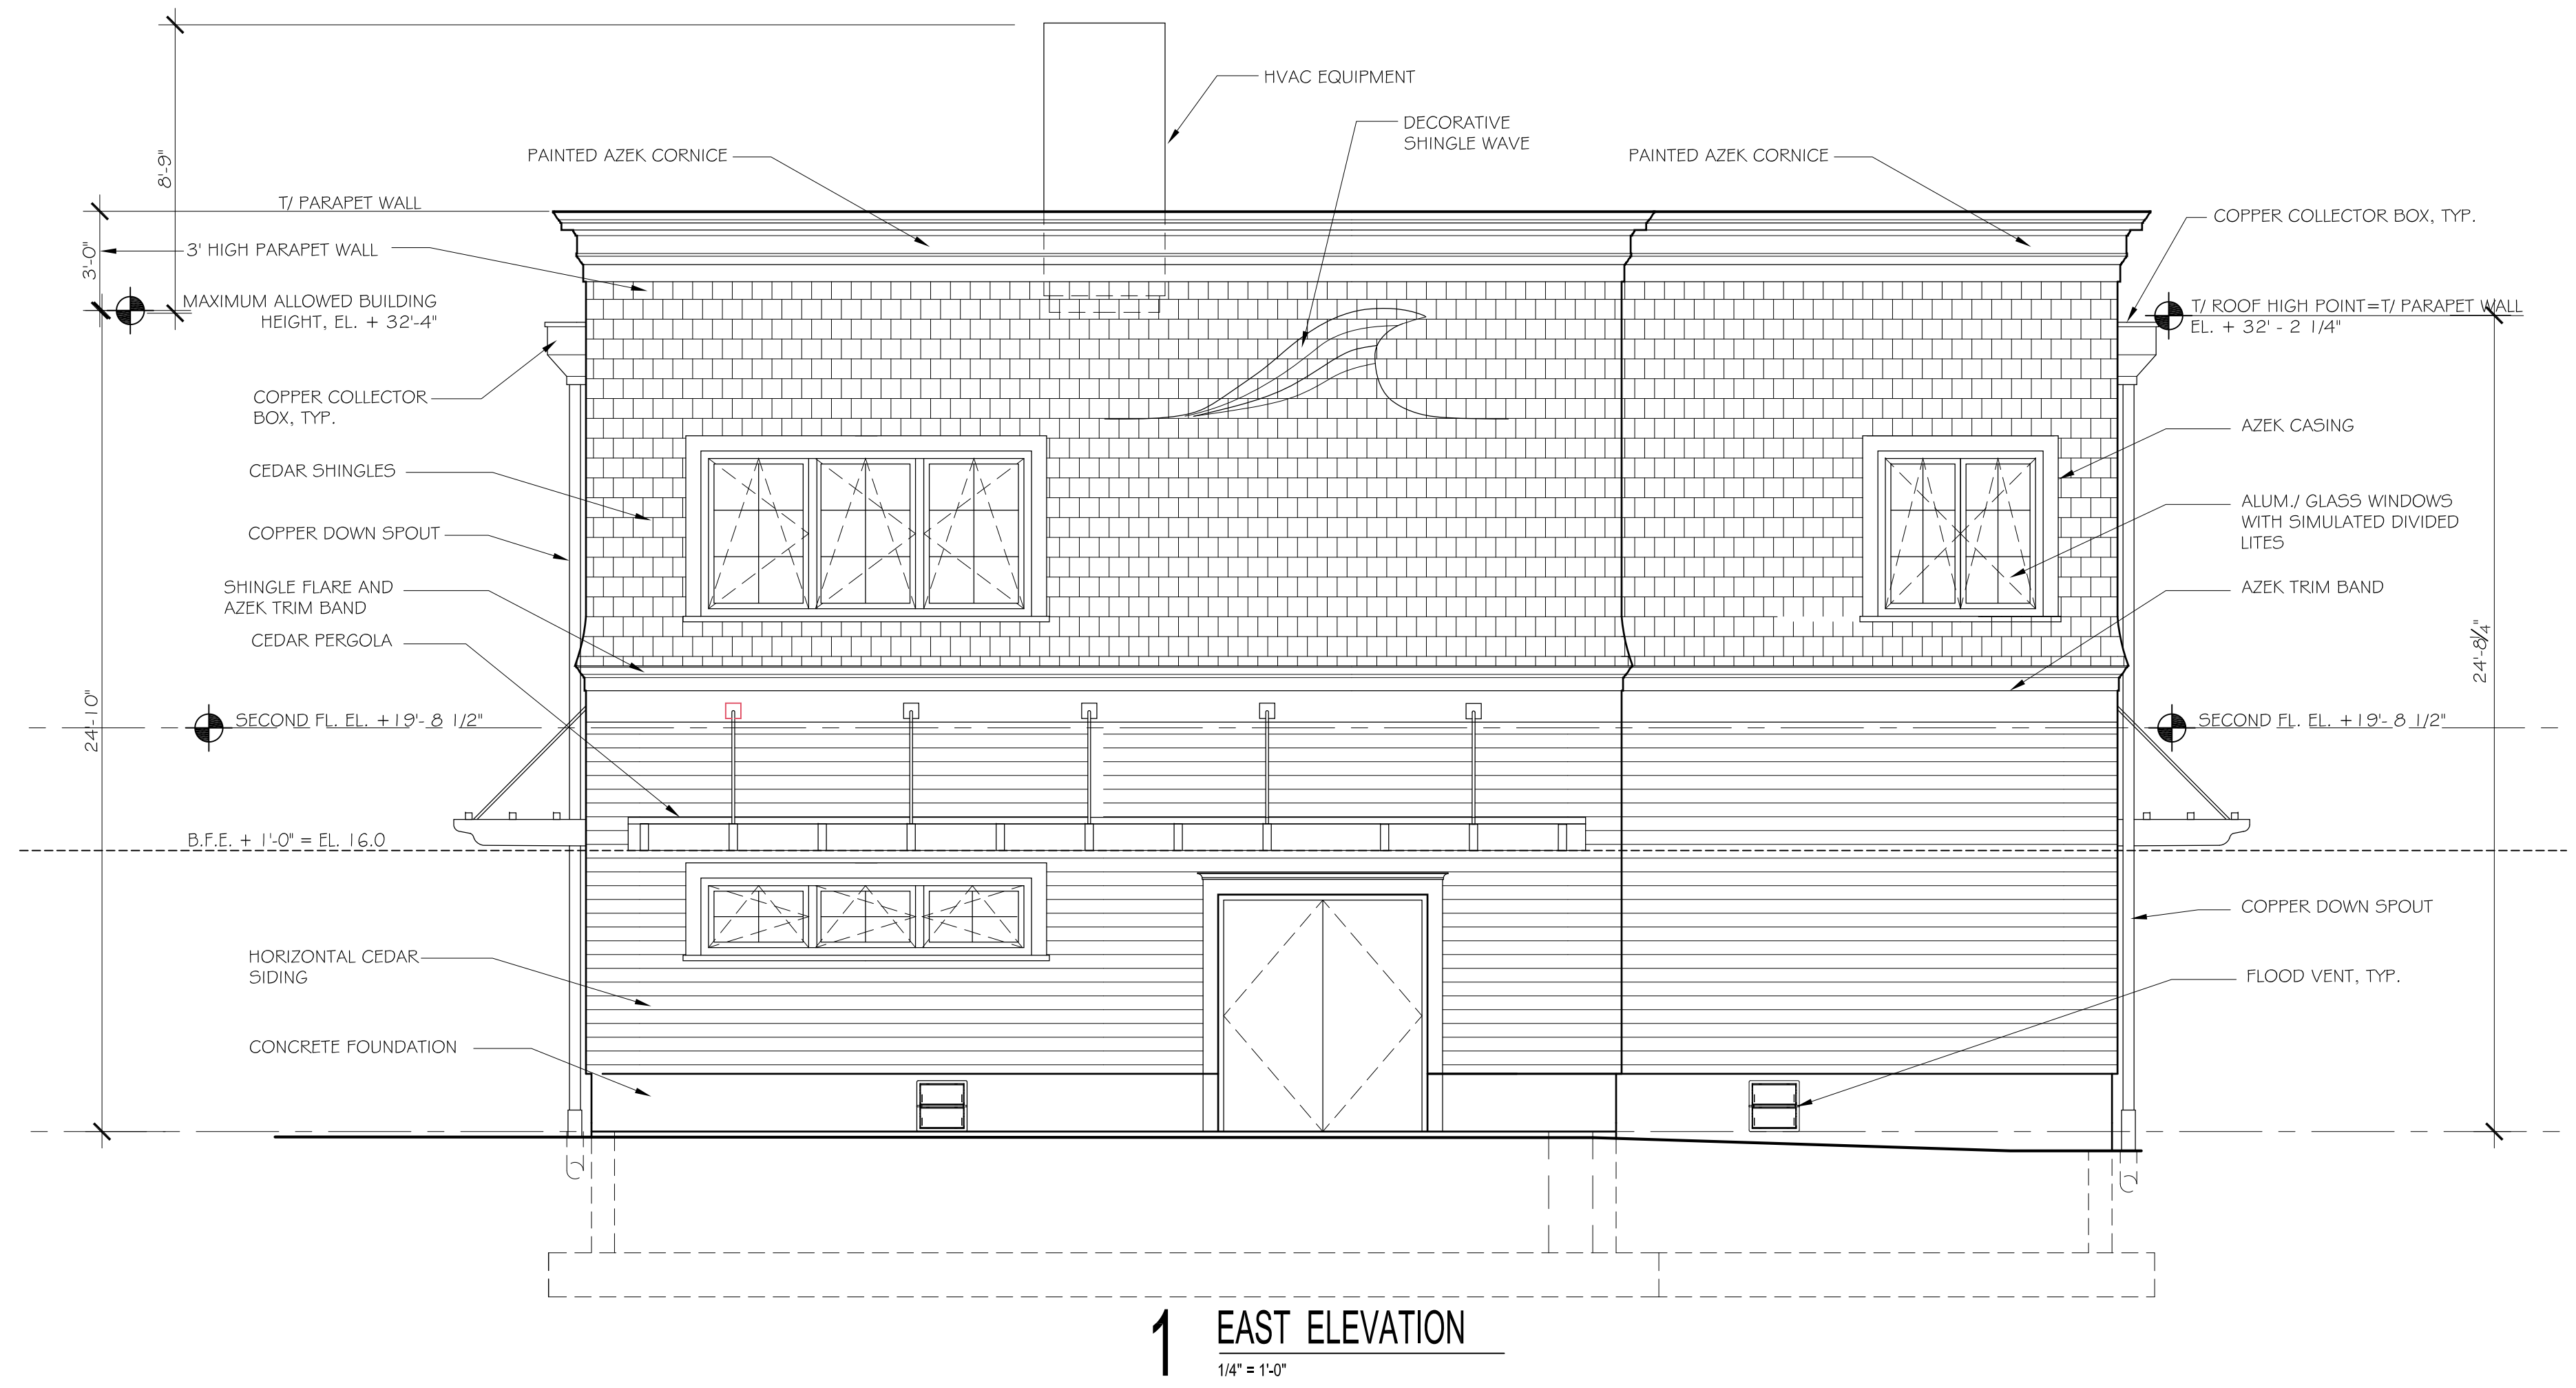 8'-9"
HVAC EQUIPMENT
DECORATIVE
SHINGLE WAVE
PAINTED AZEK CORNICE
PAINTED AZEK CORNICE
T/ PARAPET WALL
COPPER COLLECTOR BOX, TYP.
3'-0"
3' HIGH PARAPET WALL
MAXIMUM ALLOWED BUILDING
HEIGHT, EL. + 32'-4"
T/ ROOF HIGH POINT=T/ PARAPET WALL
EL. + 32' - 2 1/4"
COPPER COLLECTOR
BOX, TYP.
AZEK CASING
CEDAR SHINGLES
ALUM./ GLASS WINDOWS
WITH SIMULATED DIVIDED
LITES
COPPER DOWN SPOUT
SHINGLE FLARE AND
AZEK TRIM BAND
AZEK TRIM BAND
CEDAR PERGOLA
24'-8 1/4"
24'-10"
SECOND FL. EL. +19'- 8 1/2"
SECOND FL. EL. +19'- 8 1/2"
B.F.E. + 1'-0" = EL. 16.0
COPPER DOWN SPOUT
HORIZONTAL CEDAR
SIDING
FLOOD VENT, TYP.
CONCRETE FOUNDATION
1 EAST ELEVATION
1/4" = 1'-0"